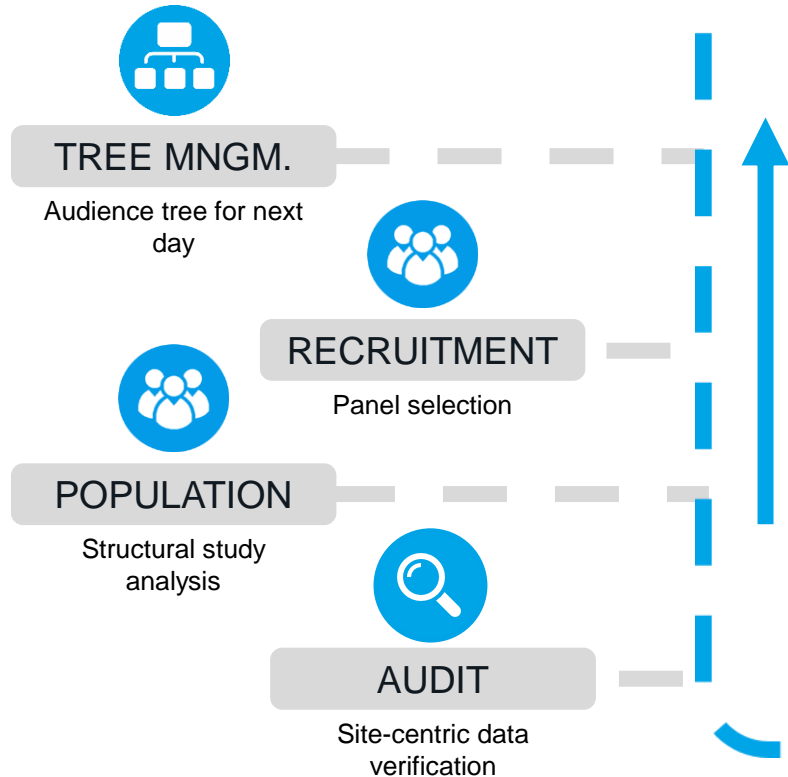 TREE MNGM.
Audience tree for next
day
RECRUITMENT
Panel selection
POPULATION
Structural study
analysis
AUDIT
Site-centric data
verification